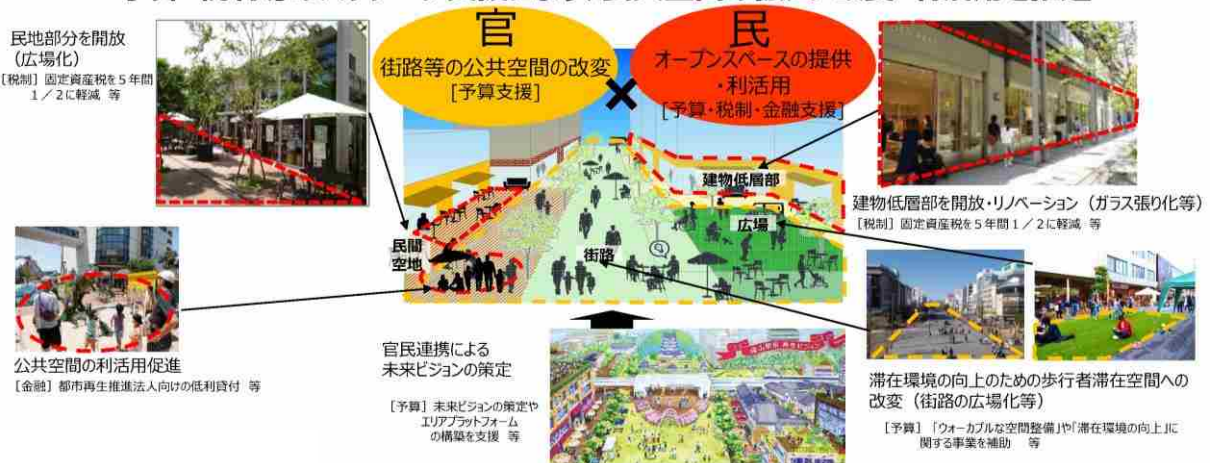 官
街路等の公共空間の改変
[予算支援]
×
民
オープンスペースの提供
・利活用
[予算・税制・金融支援]
民地部分を開放
(広場化)
[税制] 固定資産税を5年間
1/2に軽減 等
建物低層部
広場
街路
民間
空地
建物低層部を開放・リノベーション(ガラス張り化等)
[税制] 固定資産税を5年間1/2に軽減 等
公共空間の利活用促進
[金融] 都市再生推進法人向けの低利貸付 等
官民連携による
未来ビジョンの策定
[予算] 未来ビジョンの策定や
エリアプラットフォーム
の構築を支援 等
滞在環境の向上のための歩行者滞在空間への
改変(街路の広場化等)
[予算] 「ウォーカブルな空間整備」や「滞在環境の向上」に
関する事業を補助 等